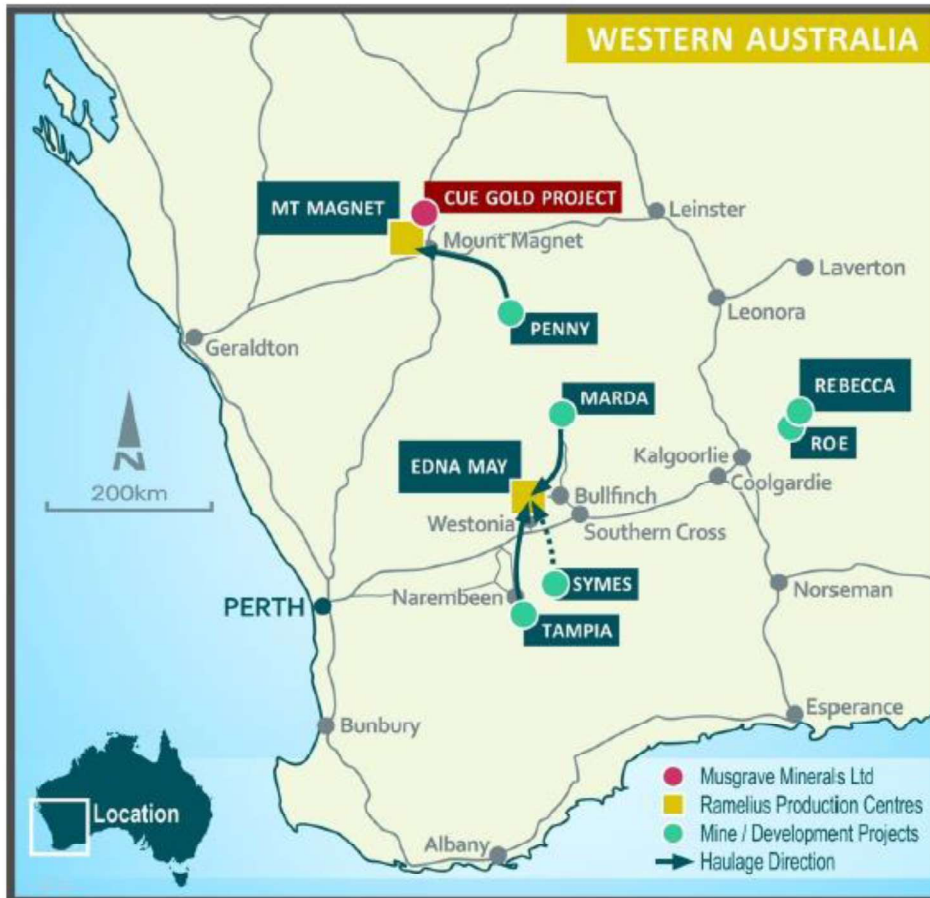 WESTERN AUSTRALIA
MT MAGNET
CUE GOLD PROJECT
Leinster
Mount Magnet
Laverton
Leonora
PENNY
Geraldton
MARDA
REBECCA
ROE
N
200km
EDNA MAY
Kalgoorlie
Coolgardie
Bullfinch
Westonia
Southern Cross
SYMES
Norseman
Narembeen
PERTH
TAMPIA
Esperance
Bunbury
Location
Albany
Musgrave Minerals Ltd
Ramelius Production Centres
Mine / Development Projects
Haulage Direction